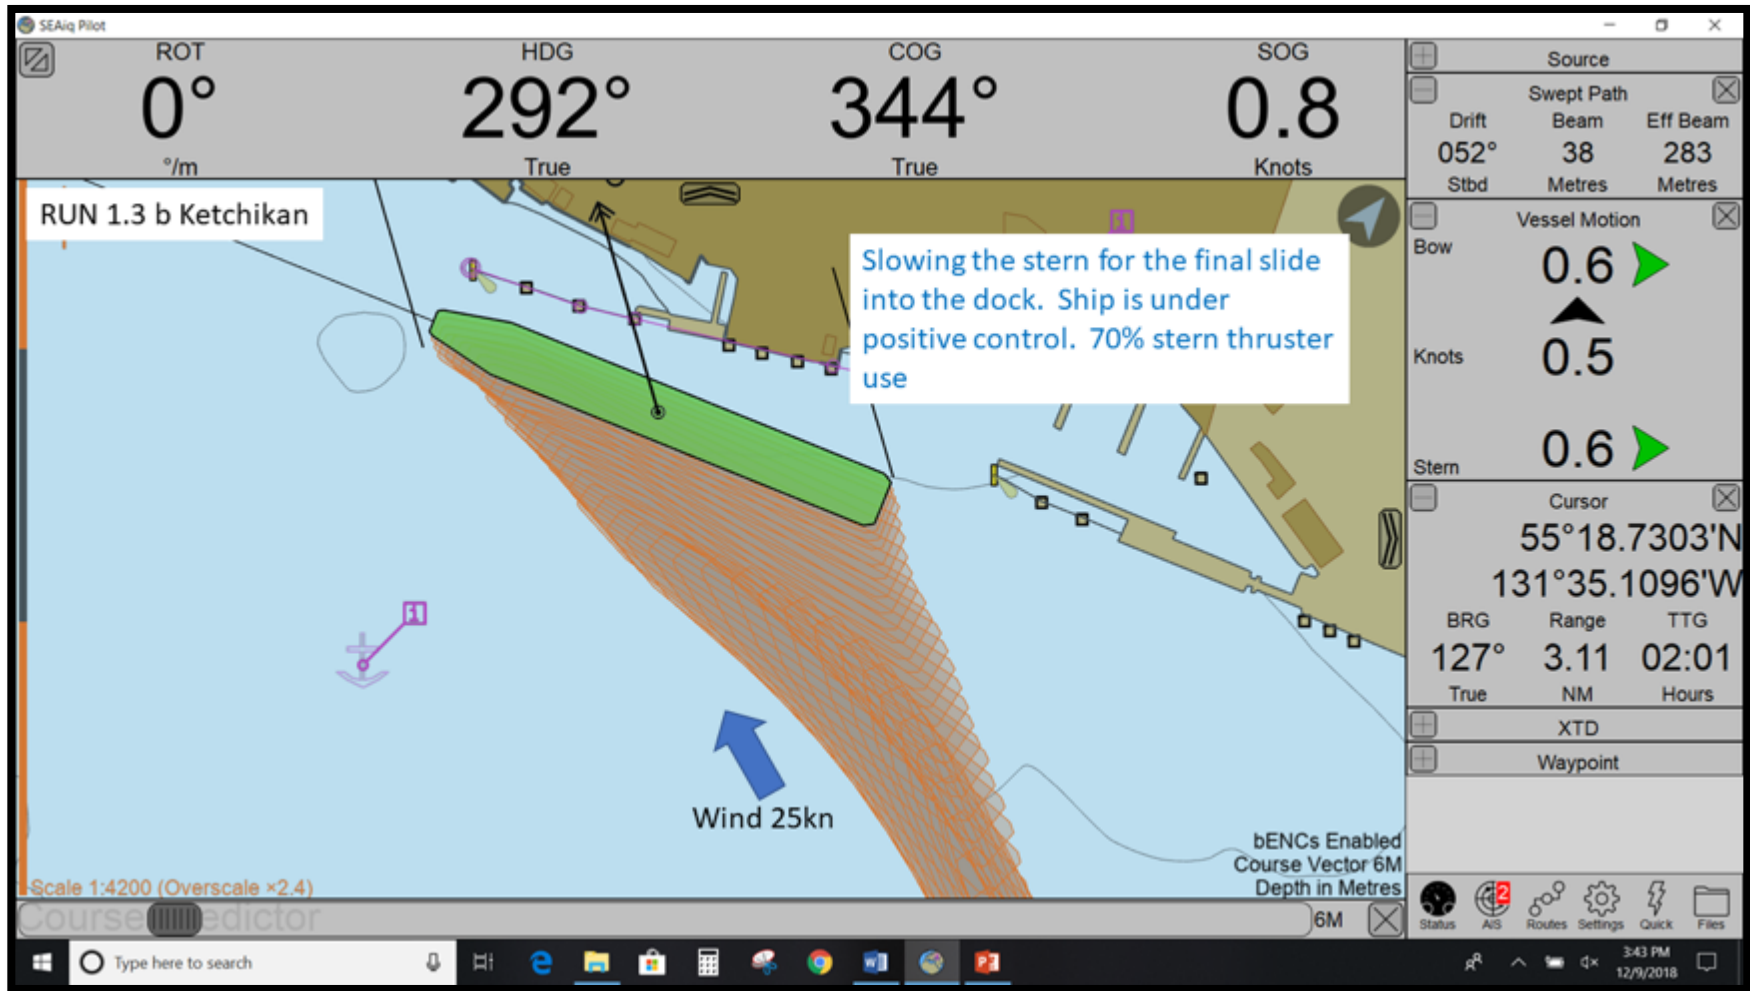 SEAiq Pilot
ROT
HDG
COG
SOG
0°
292°
344°
0.8
°/m
True
True
Knots
RUN 1.3 b Ketchikan
Slowing the stern for the final slide
into the dock. Ship is under
positive control. 70% stern thruster
use
1
1
Wind 25kn
bENCs Enabled
Course Vector 6M
Depth in Metres
Scale 1:4200 (Overscale ×2.4)
6M
Source
Swept Path
Drift Beam Eff Beam
052° 38 283
Stbd Metres Metres
Vessel Motion
Bow 0.6
Knots 0.5
Stern 0.6
Cursor
55°18.7303'N
131°35.1096'W
BRG Range TTG
127° 3.11 02:01
True NM Hours
XTD
Waypoint
2
Status AIS Routes Settings Quick Files
Type here to search
3:43 PM
12/9/2018